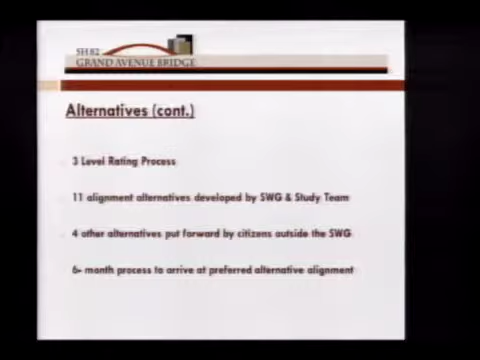 SH 82
GRAND AVENUE BRIDGE
Alternatives (cont.)
3 Level Rating Process
11 alignment alternatives developed by SWG & Study Team
4 other alternatives put forward by citizens outside the SWG
6+ month process to arrive at preferred alternative alignment